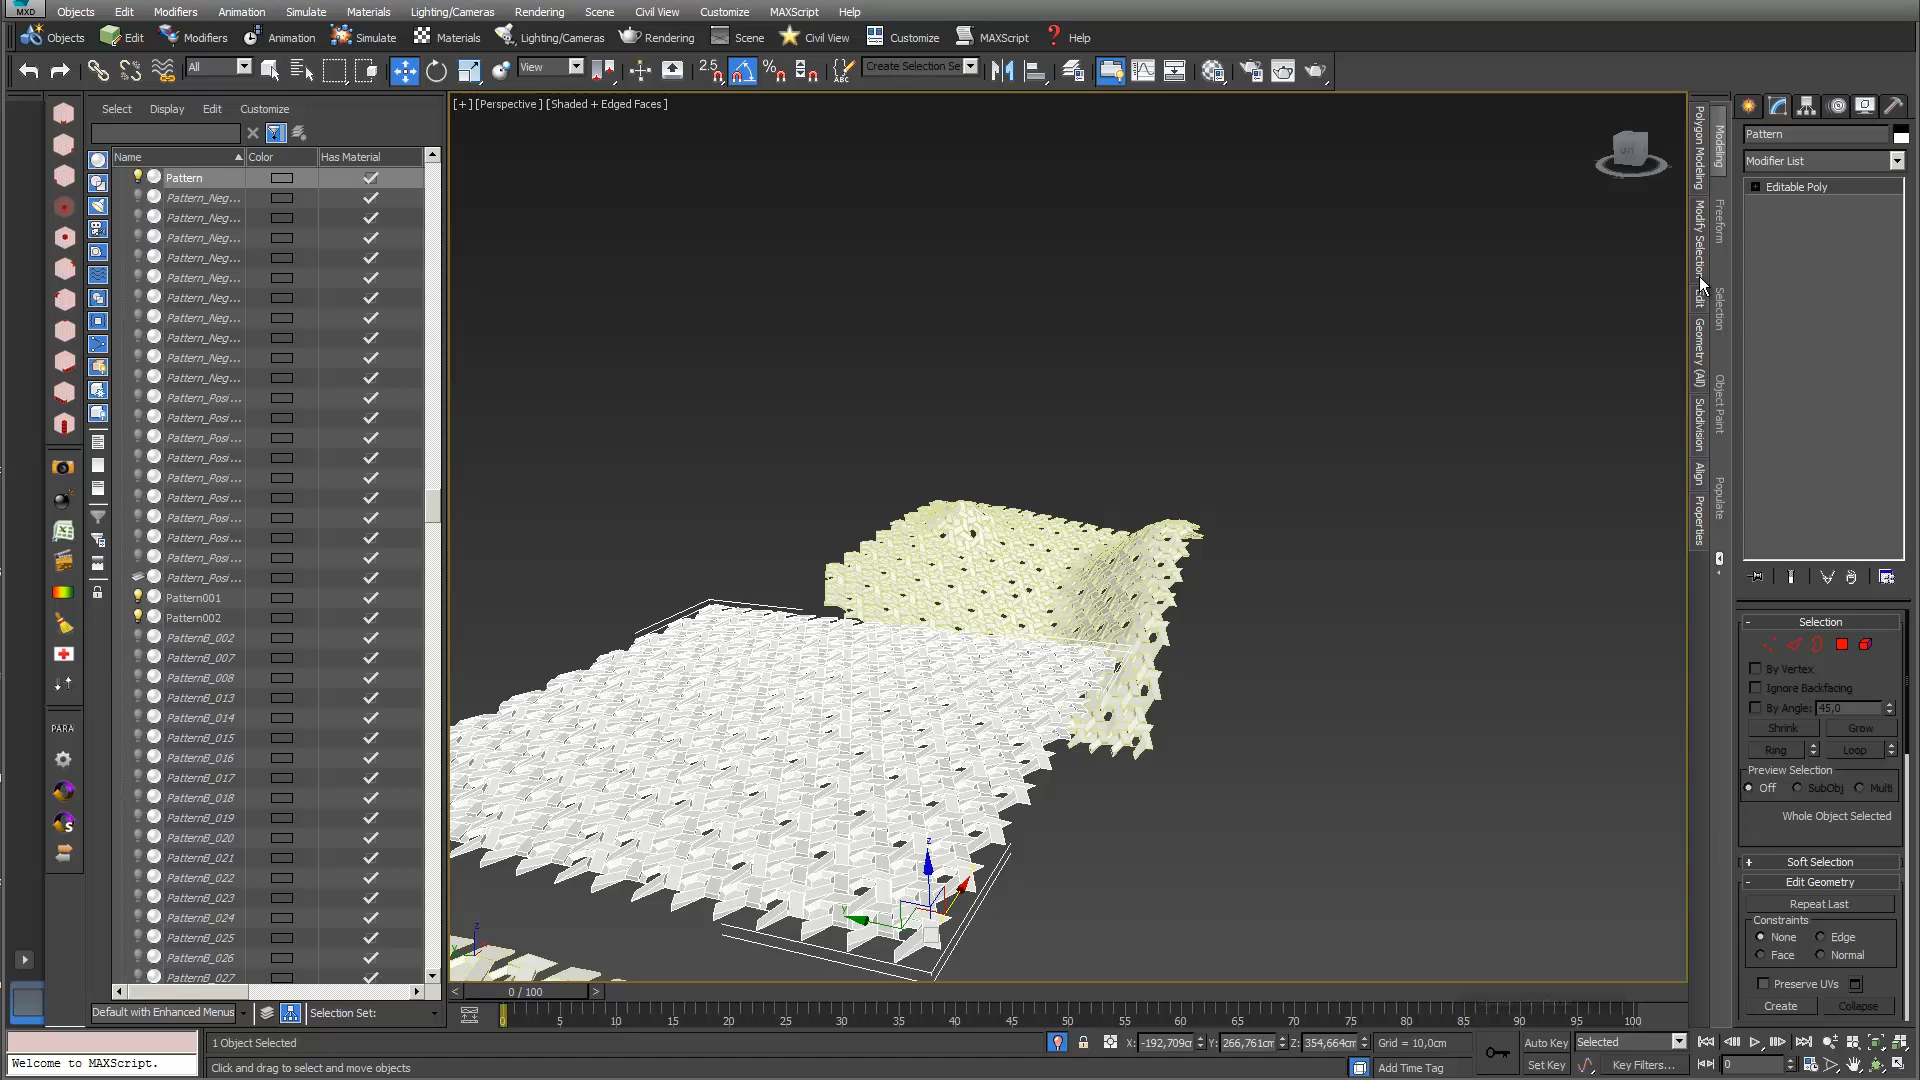 MXD
Objects Edit Modifiers Animation Simulate Materials Lighting/Cameras Rendering Scene Civil View Customize MAXScript Help
Objects Edit Modifiers Animation Simulate Materials Lighting/Cameras Rendering Scene Civil View Customize MAXScript Help
All View 2.5 Create Selection Se
Select Display Edit Customize
[+] [Perspective] [Shaded + Edged Faces]
Name Color Has Material
Pattern
Pattern_Neg...
Pattern_Neg...
Pattern_Neg...
Pattern_Neg...
Pattern_Neg...
Pattern_Neg...
Pattern_Neg...
Pattern_Neg...
Pattern_Neg...
Pattern_Neg...
Pattern_Posi...
Pattern_Posi...
Pattern_Posi...
Pattern_Posi...
Pattern_Posi...
Pattern_Posi...
Pattern_Posi...
Pattern_Posi...
Pattern_Posi...
Pattern_Posi...
Pattern001
Pattern002
PatternB_002
PatternB_007
PatternB_008
PatternB_013
PatternB_014
PatternB_015
PatternB_016
PatternB_017
PatternB_018
PatternB_019
PatternB_020
PatternB_021
PatternB_022
PatternB_023
PatternB_024
PatternB_025
PatternB_026
PatternB_027
PARA
Default with Enhanced Menus Selection Set:
z
y
z
y
Polygon Modeling
Modify Selection
Edit
Geometry (All)
Subdivision
Align
Properties
Modeling
Freeform
Selection
Object Paint
Populate
Pattern
Modifier List
Editable Poly
Selection
By Vertex
Ignore Backfacing
By Angle: 45,0
Shrink Grow
Ring Loop
Preview Selection
Off SubObj Multi
Whole Object Selected
Soft Selection
Edit Geometry
Repeat Last
Constraints
None Edge
Face Normal
Preserve UVs
Create Collapse
0 / 100
0 5 10 15 20 25 30 35 40 45 50 55 60 65 70 75 80 85 90 95 100
1 Object Selected X: -192,709cr Y: 266,761cm Z: 354,664cm Grid = 10,0cm Auto Key Selected
Welcome to MAXScript.
Click and drag to select and move objects Add Time Tag Set Key Key Filters... 0